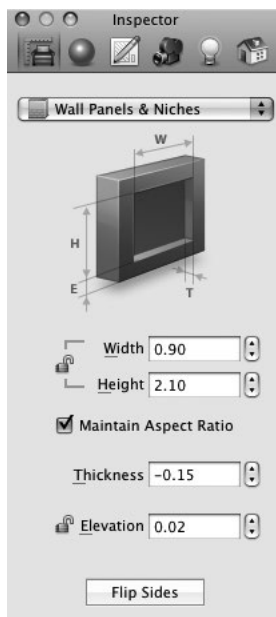 Inspector
Wall Panels & Niches
W
H
E
T
Width 0.90
Height 2.10
Maintain Aspect Ratio
Thickness -0.15
Elevation 0.02
Flip Sides